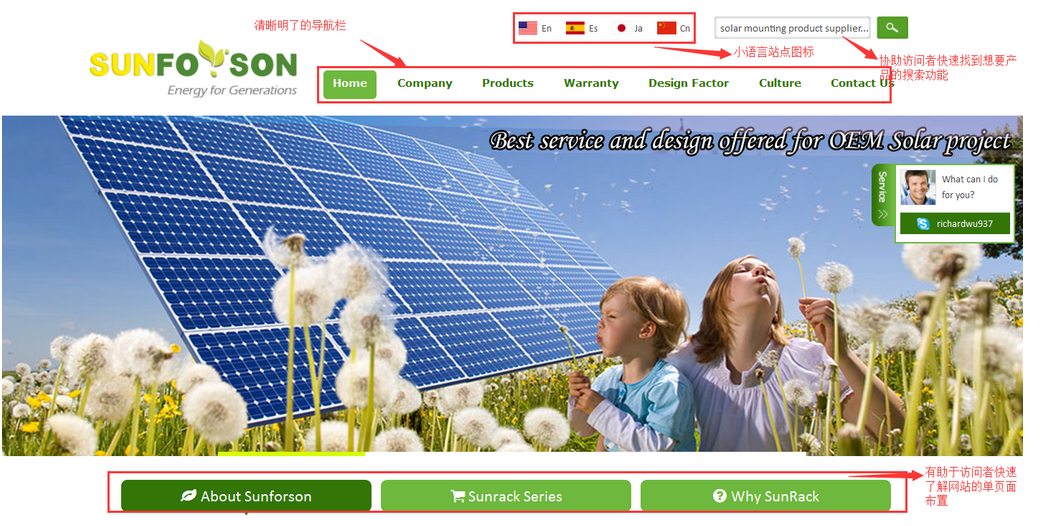 清晰明了的导航栏
En Es Ja Cn
solar mounting product supplier...
小语言站点图标
协助访问者快速找到想要产
品的搜索功能
SUNFORSON
Energy for Generations
Home Company Products Warranty Design Factor Culture Contact Us
Best service and design offered for OEM Solar project
Service
What can I do
for you?
richardwu937
About Sunforson Sunrack Series Why SunRack
有助于访问者快速
了解网站的单页面
布置